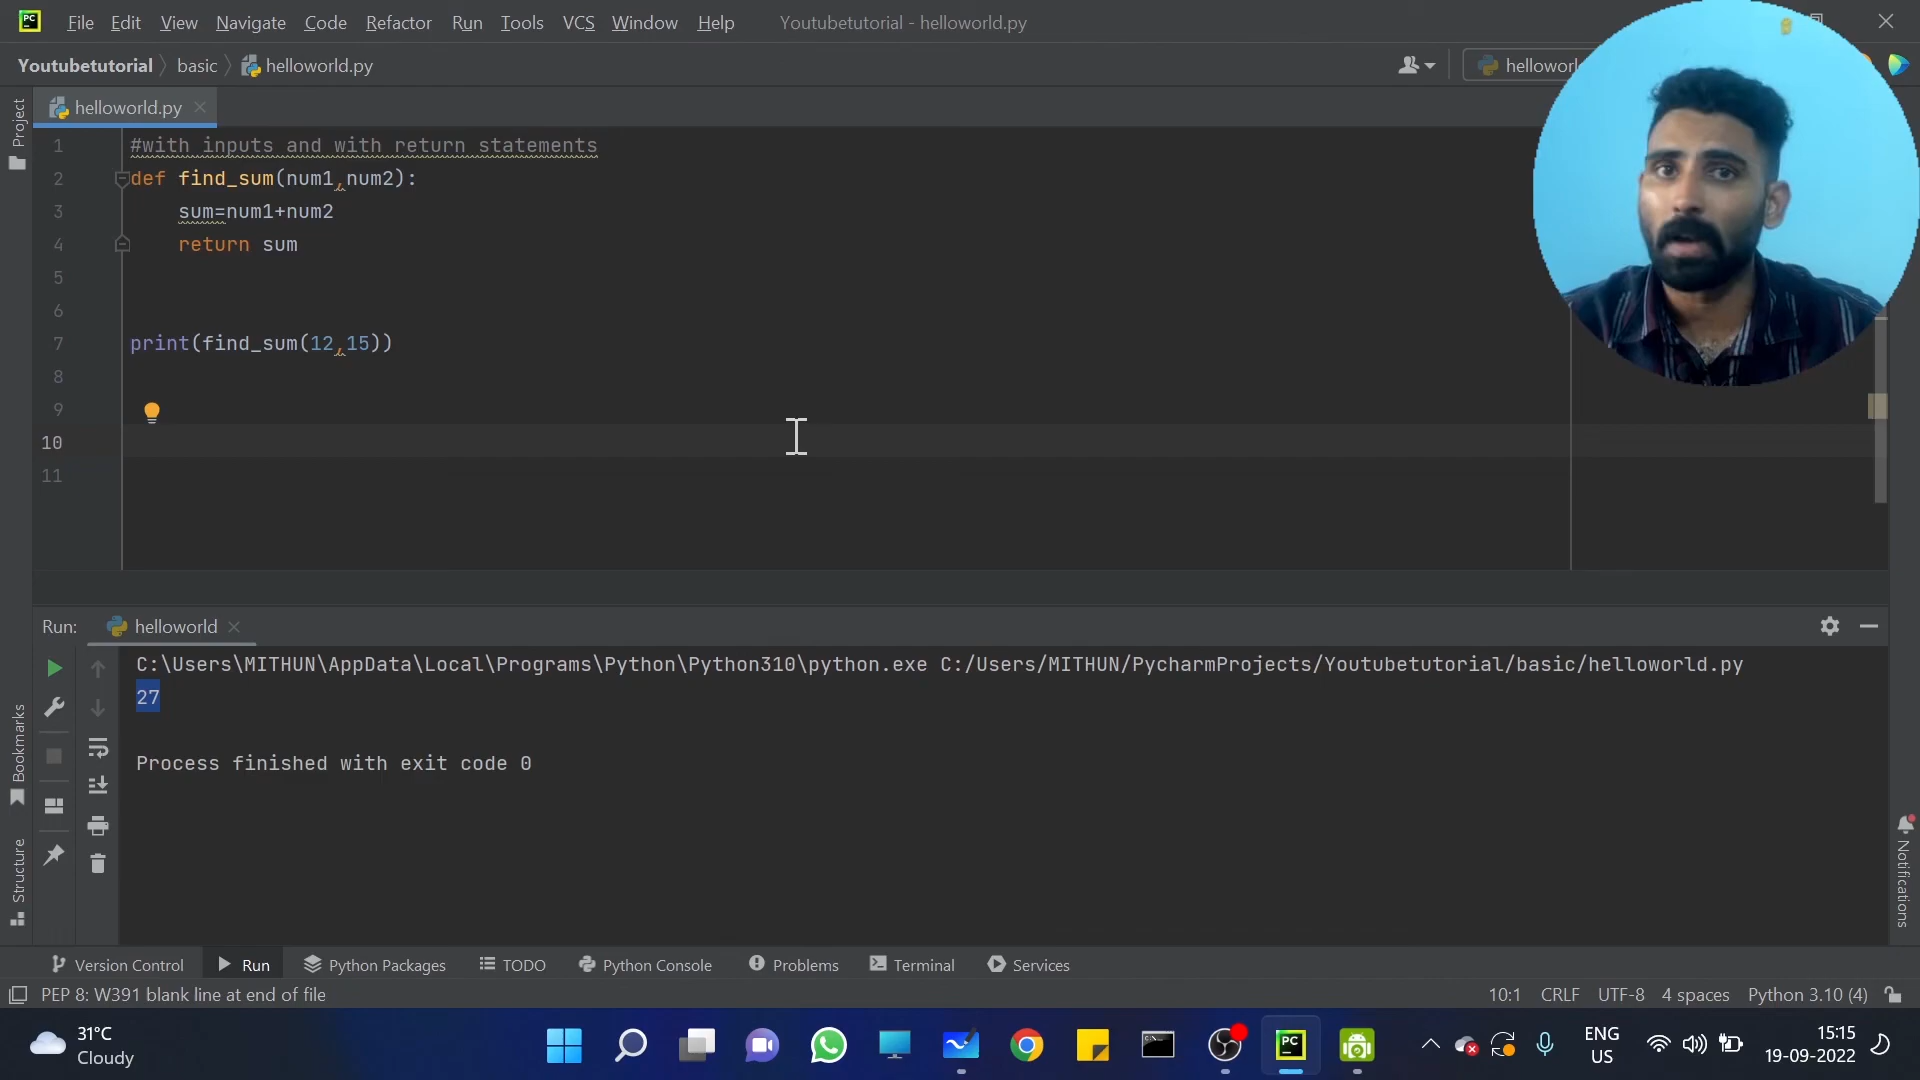 PC File Edit View Navigate Code Refactor Run Tools VCS Window Help Youtubetutorial - helloworld.py
Youtubetutorial basic helloworld.py
helloworld.py
Project
1 #with inputs and with return statements
2 def find_sum(num1,num2):
3 sum=num1+num2
4 return sum
5
6
7 print(find_sum(12,15))
8
9
10
11
Run: helloworld
C:\Users\MITHUN\AppData\Local\Programs\Python\Python310\python.exe C:/Users/MITHUN/PycharmProjects/Youtubetutorial/basic/helloworld.py
27
Process finished with exit code 0
Bookmarks
Structure
Notifications
Version Control Run Python Packages TODO Python Console Problems Terminal Services
PEP 8: W391 blank line at end of file 10:1 CRLF UTF-8 4 spaces Python 3.10 (4)
31°C
Cloudy
PC
ENG
US
15:15
19-09-2022